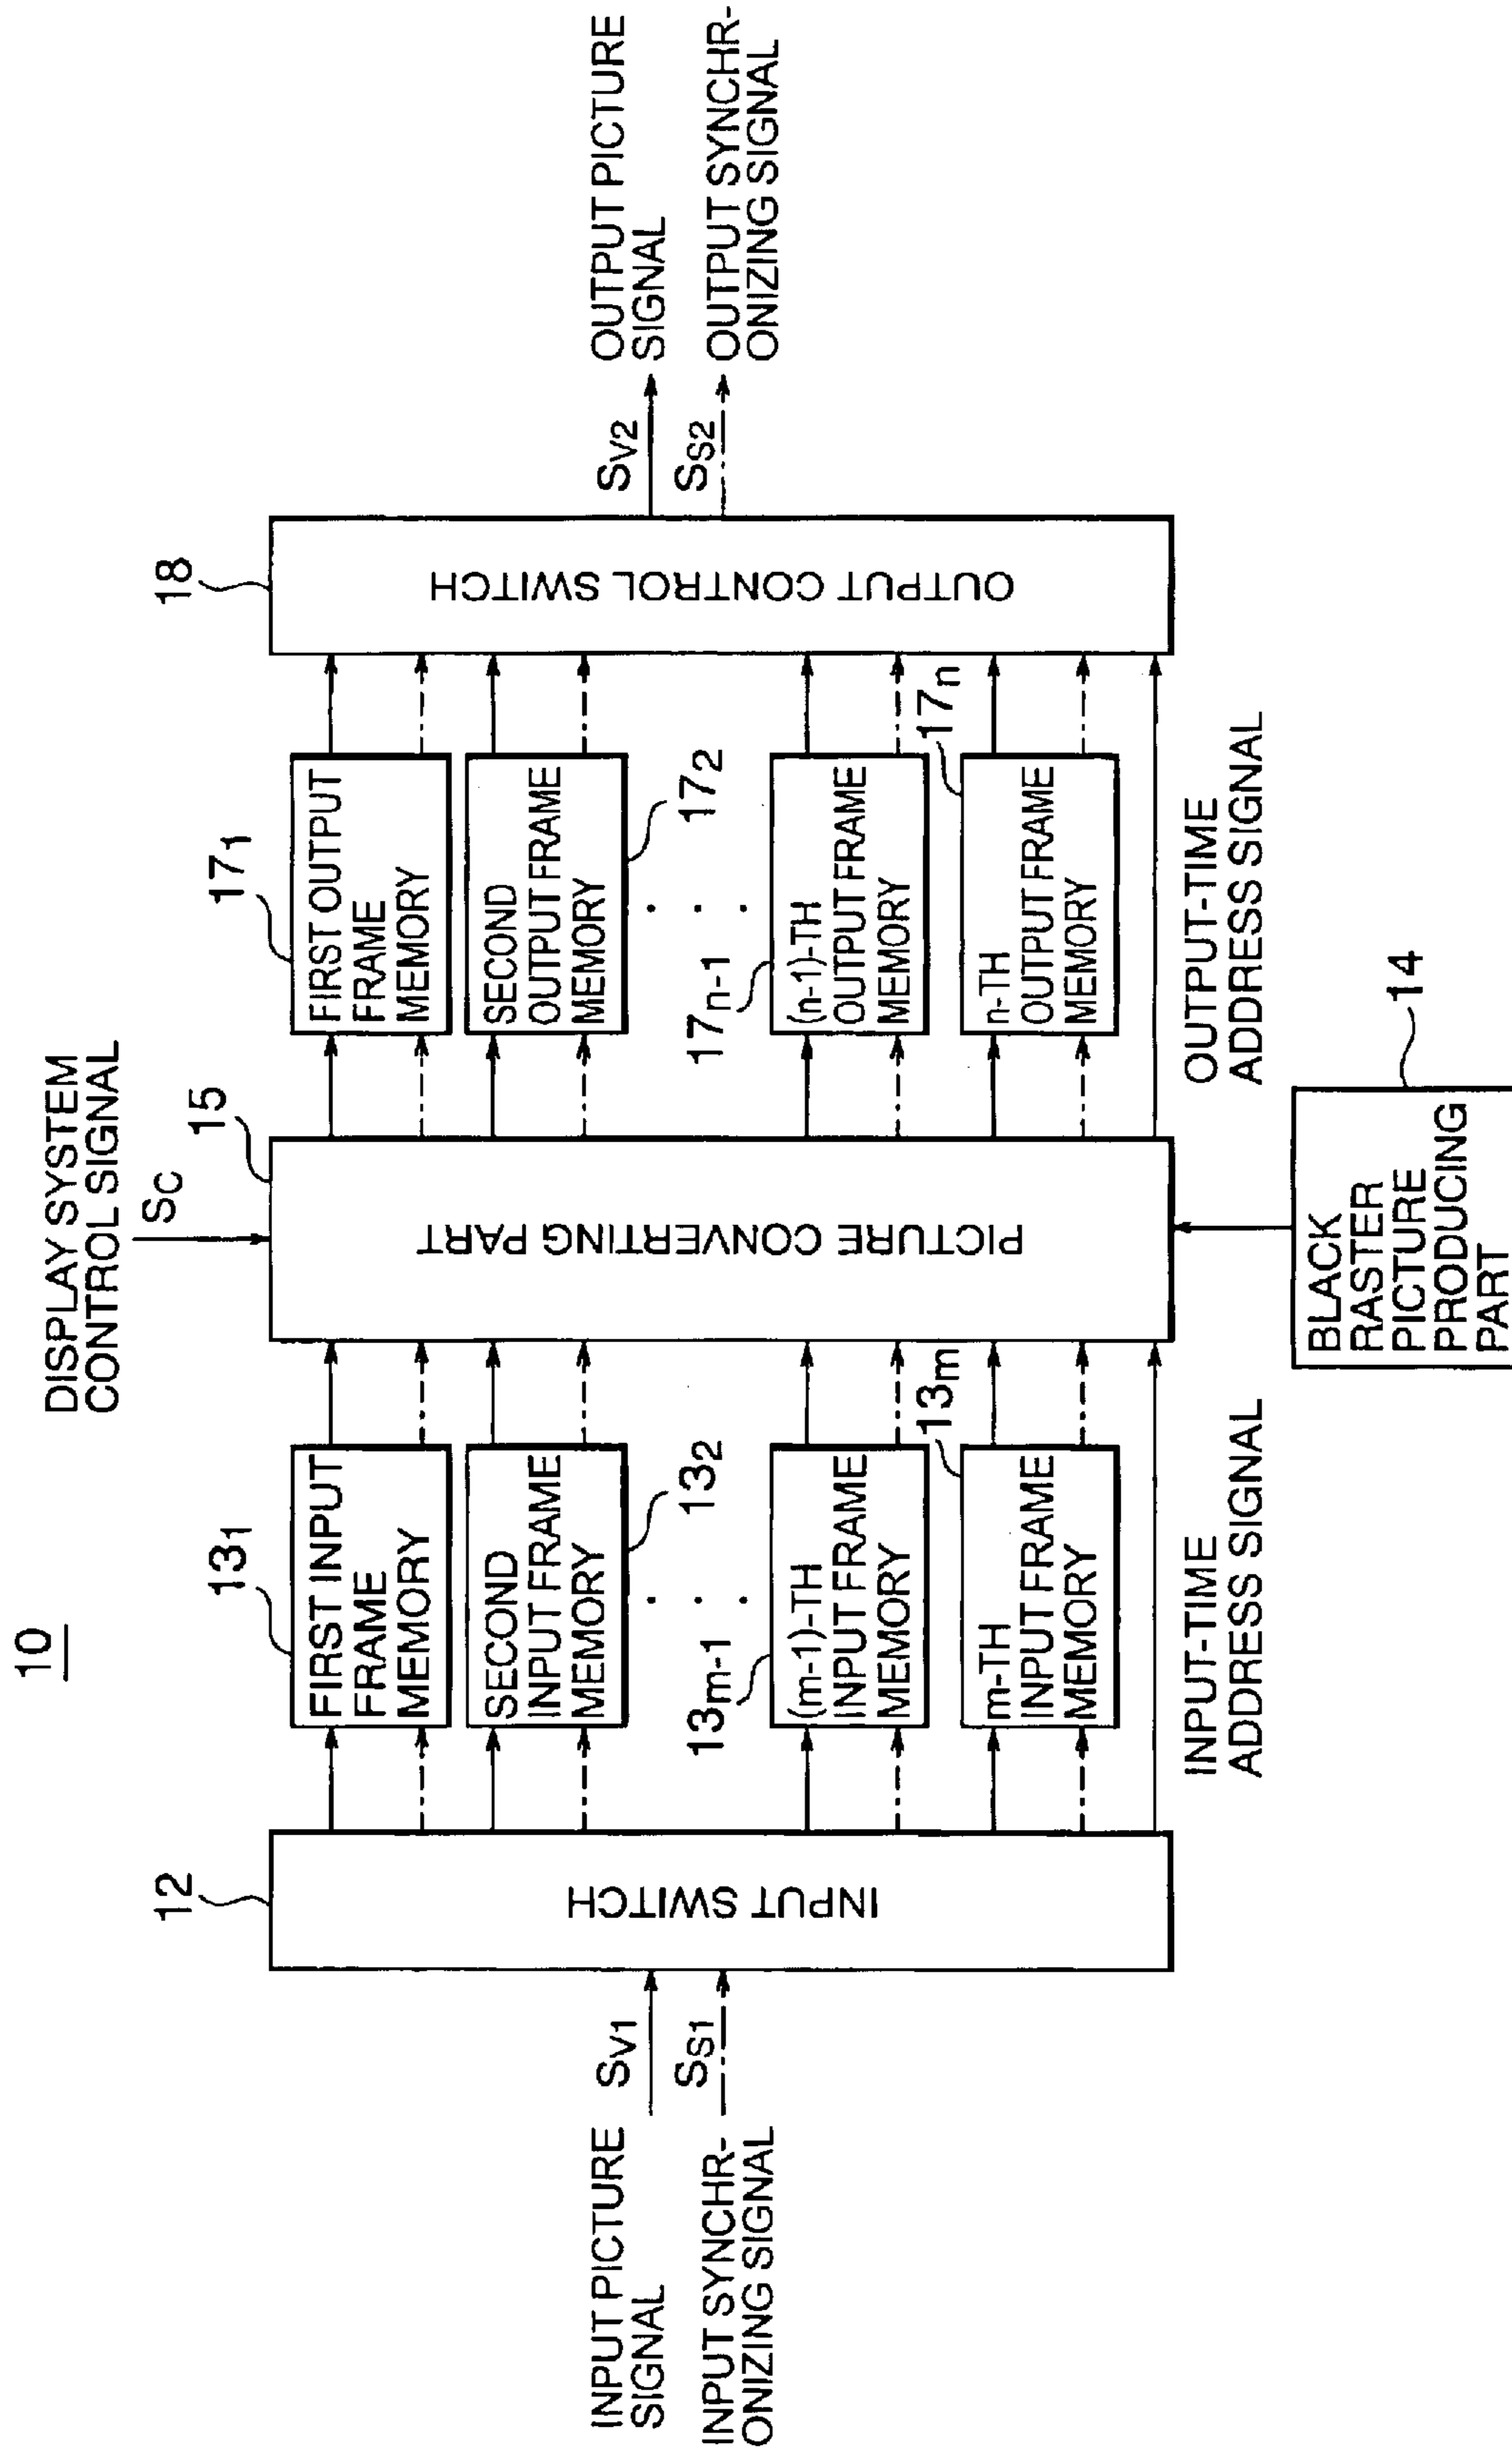 10
DISPLAY SYSTEM
CONTROL SIGNAL
SC
12
131
15
171
18
INPUT PICTURE
SIGNAL
SV1
INPUT SYNCHR-
ONIZING SIGNAL
SS1
INPUT SWITCH
FIRST INPUT
FRAME
MEMORY
SECOND
INPUT FRAME
MEMORY
132
. . .
13m-1
(m-1)-TH
INPUT FRAME
MEMORY
13m
m-TH
INPUT FRAME
MEMORY
INPUT-TIME
ADDRESS SIGNAL
PICTURE CONVERTING PART
BLACK
RASTER
PICTURE
PRODUCING
PART
14
FIRST OUTPUT
FRAME
MEMORY
SECOND
OUTPUT FRAME
MEMORY
172
. . .
17n-1
(n-1)-TH
OUTPUT FRAME
MEMORY
17n
n-TH
OUTPUT FRAME
MEMORY
OUTPUT-TIME
ADDRESS SIGNAL
OUTPUT CONTROL SWITCH
SV2
OUTPUT PICTURE
SIGNAL
SS2
OUTPUT SYNCHR-
ONIZING SIGNAL